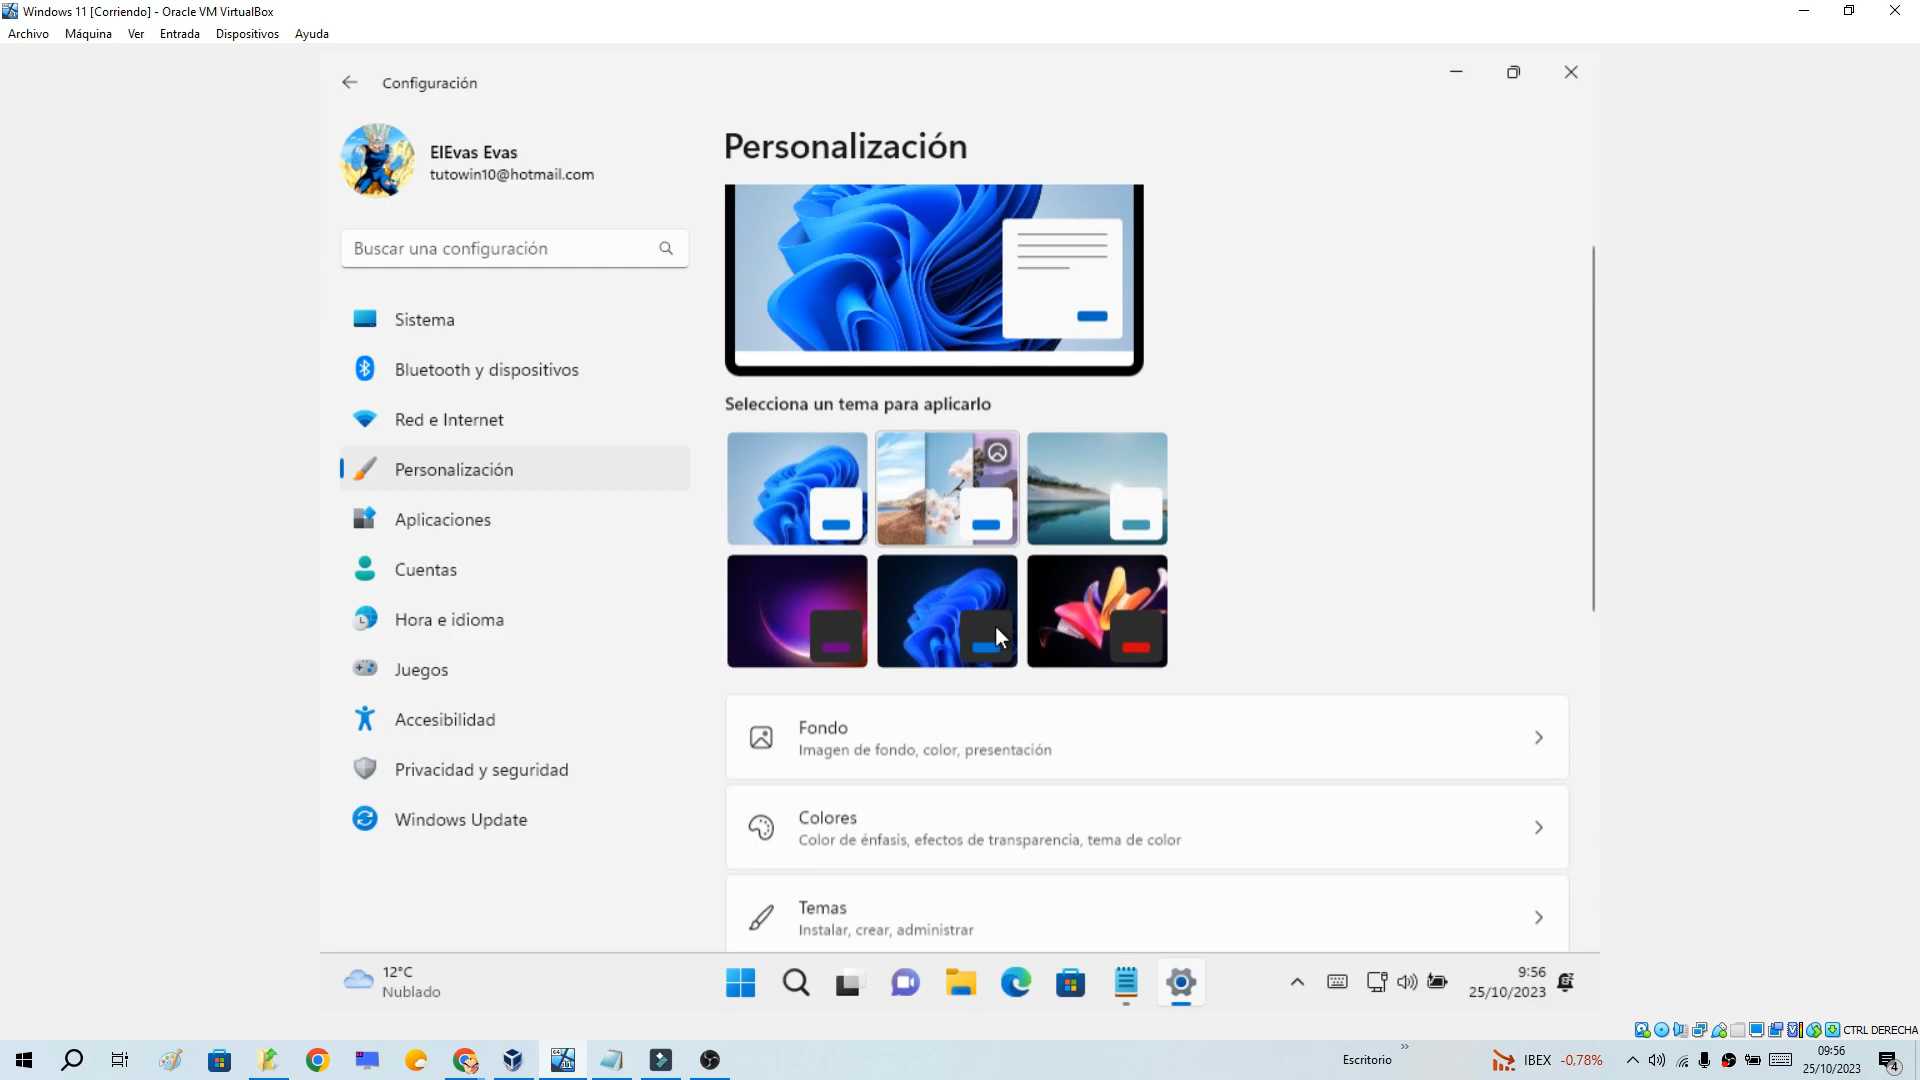 Windows 11 [Corriendo] - Oracle VM VirtualBox
Archivo Máquina Ver Entrada Dispositivos Ayuda
Configuración
ElEvas Evas
tutowin10@hotmail.com
Buscar una configuración
Sistema
Bluetooth y dispositivos
Red e Internet
Personalización
Aplicaciones
Cuentas
Hora e idioma
Juegos
Accesibilidad
Privacidad y seguridad
Windows Update
Personalización
Selecciona un tema para aplicarlo
Fondo
Imagen de fondo, color, presentación
Colores
Color de énfasis, efectos de transparencia, tema de color
Temas
Instalar, crear, administrar
12°C
Nublado
9:56
25/10/2023
CTRL DERECHA
Escritorio
IBEX -0,78%
09:56
25/10/2023
4